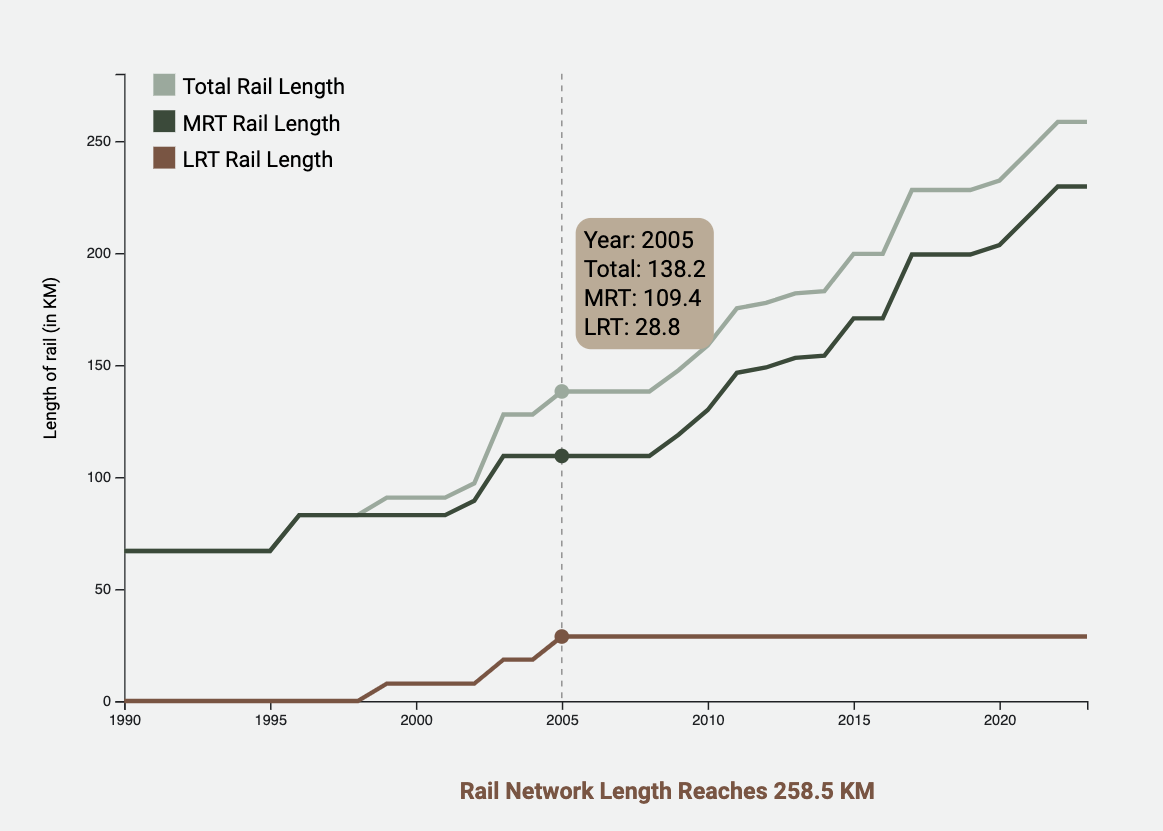 Total Rail Length
MRT Rail Length
LRT Rail Length
Length of rail (in KM)
250
200
150
100
50
0
Year: 2005
Total: 138.2
MRT: 109.4
LRT: 28.8
1990 1995 2000 2005 2010 2015 2020
Rail Network Length Reaches 258.5 KM